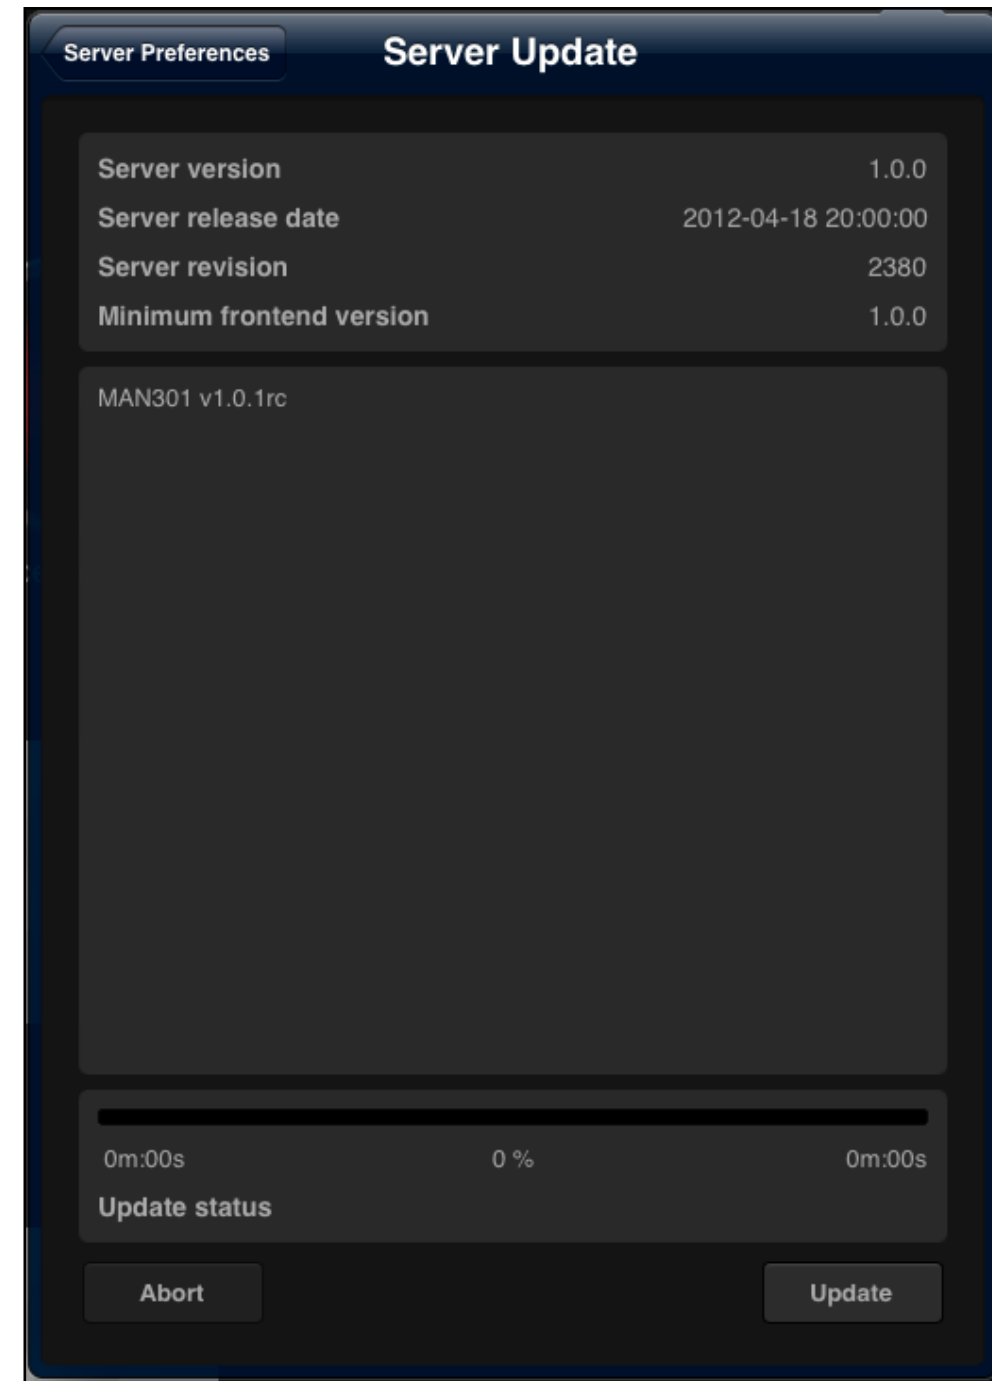 Server Preferences
Server Update
Server version 1.0.0
Server release date 2012-04-18 20:00:00
Server revision 2380
Minimum frontend version 1.0.0
MAN301 v1.0.1rc
0m:00s 0 % 0m:00s
Update status
Abort Update